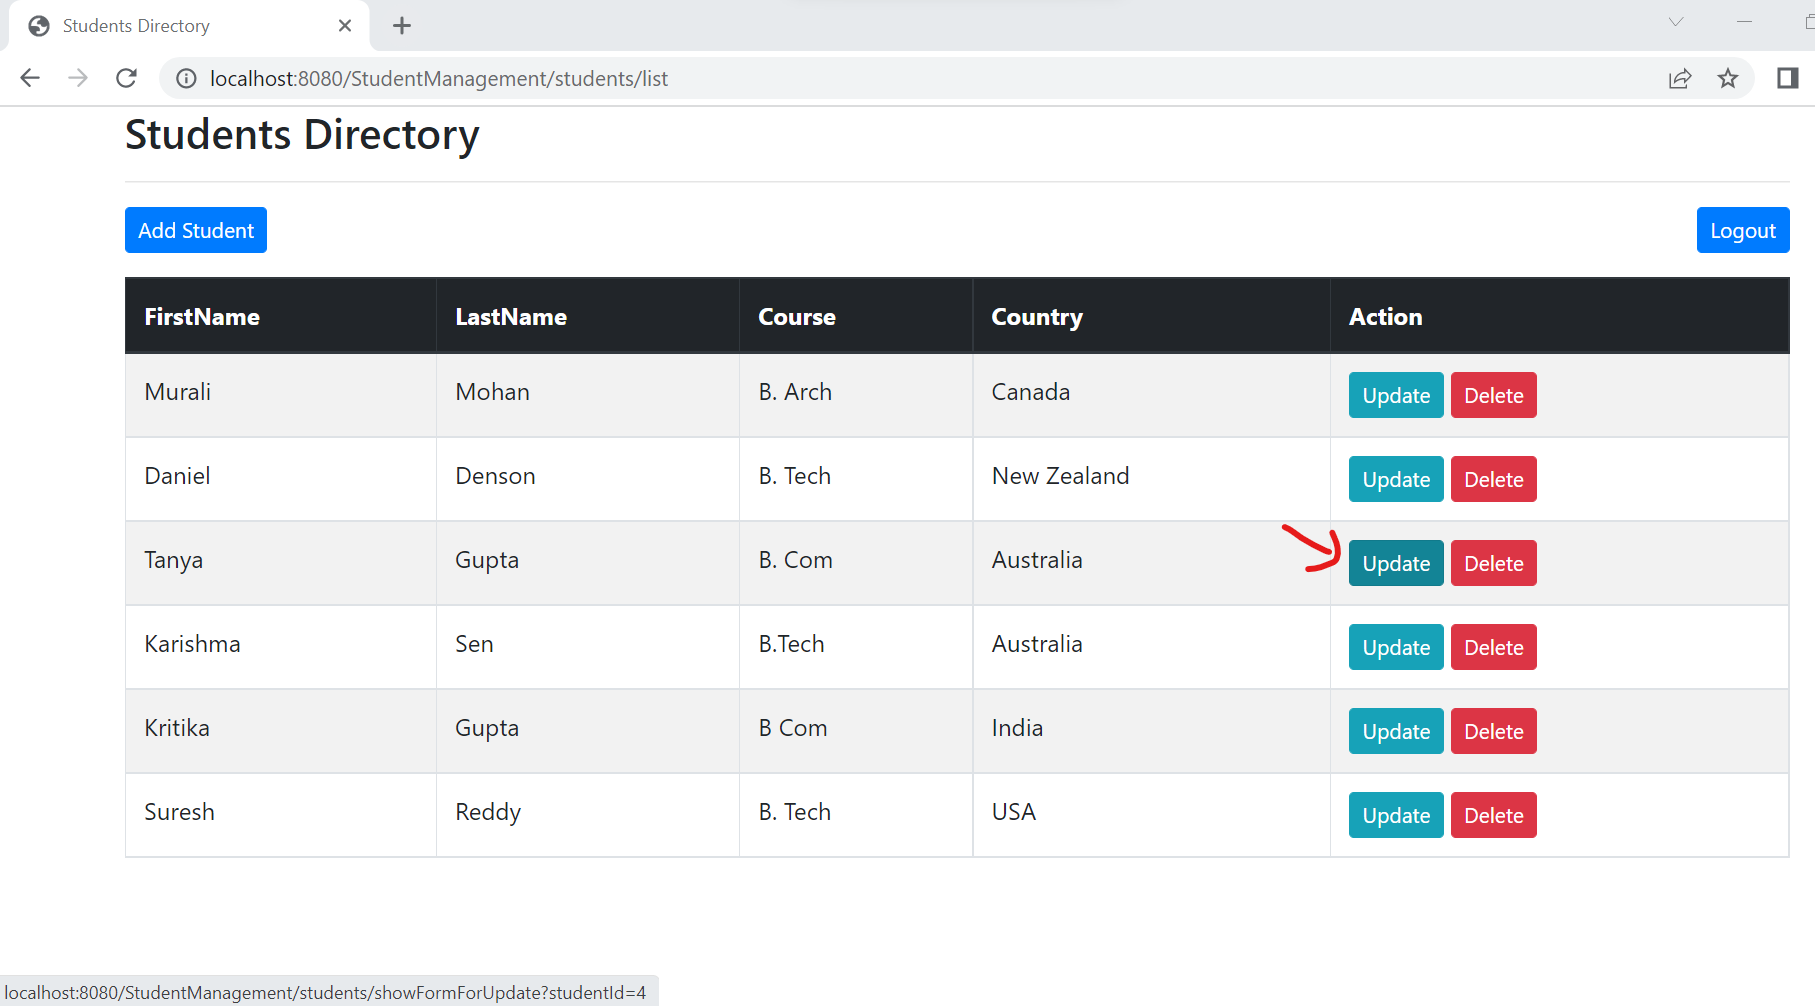 Students Directory
localhost:8080/StudentManagement/students/list
Students Directory
Add Student Logout
FirstName LastName Course Country Action
Murali Mohan B. Arch Canada Update Delete
Daniel Denson B. Tech New Zealand Update Delete
Tanya Gupta B. Com Australia Update Delete
Karishma Sen B.Tech Australia Update Delete
Kritika Gupta B Com India Update Delete
Suresh Reddy B. Tech USA Update Delete
localhost:8080/StudentManagement/students/showFormForUpdate?studentId=4